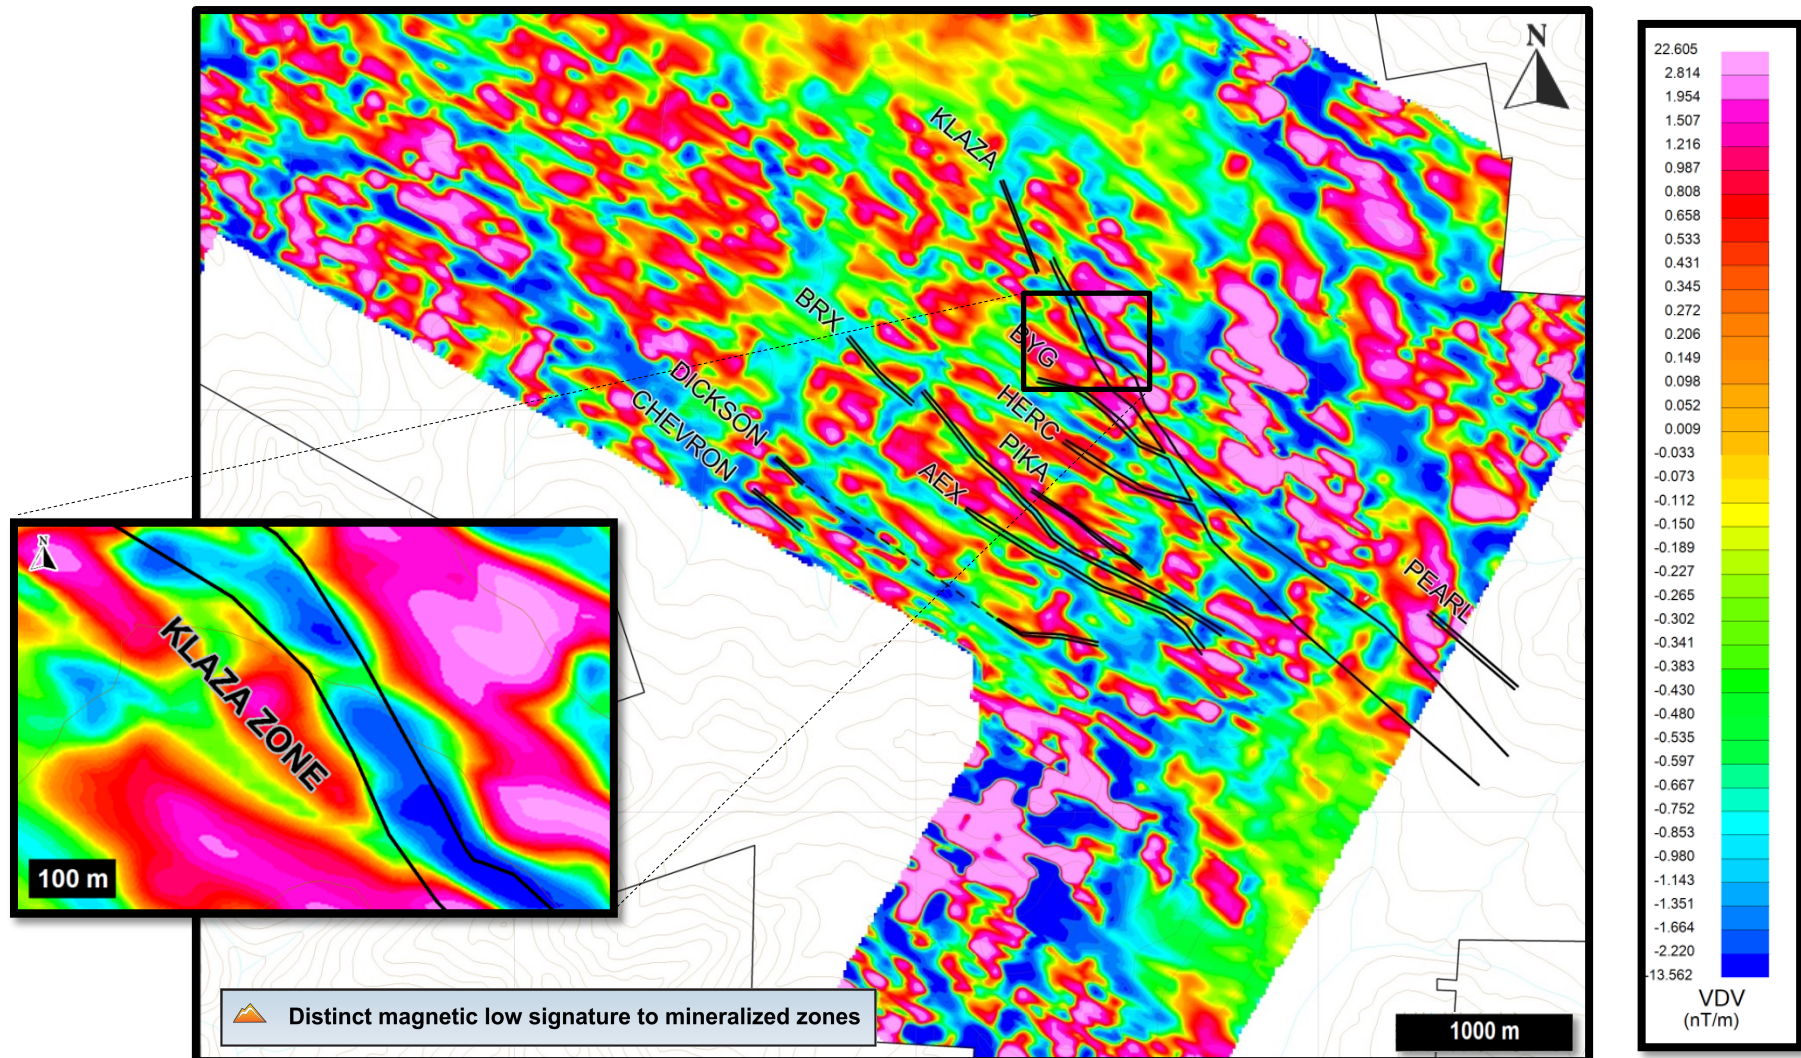 N
KLAZA
BRX
BYG
DICKSON
HERC
CHEVRON
PIKA
AEX
PEARL
N
KLAZA ZONE
100 m
Distinct magnetic low signature to mineralized zones
1000 m
22.605
2.814
1.954
1.507
1.216
0.987
0.808
0.658
0.533
0.431
0.345
0.272
0.206
0.149
0.098
0.052
0.009
-0.033
-0.073
-0.112
-0.150
-0.189
-0.227
-0.265
-0.302
-0.341
-0.383
-0.430
-0.480
-0.535
-0.597
-0.667
-0.752
-0.853
-0.980
-1.143
-1.351
-1.664
-2.220
-13.562
VDV
(nT/m)